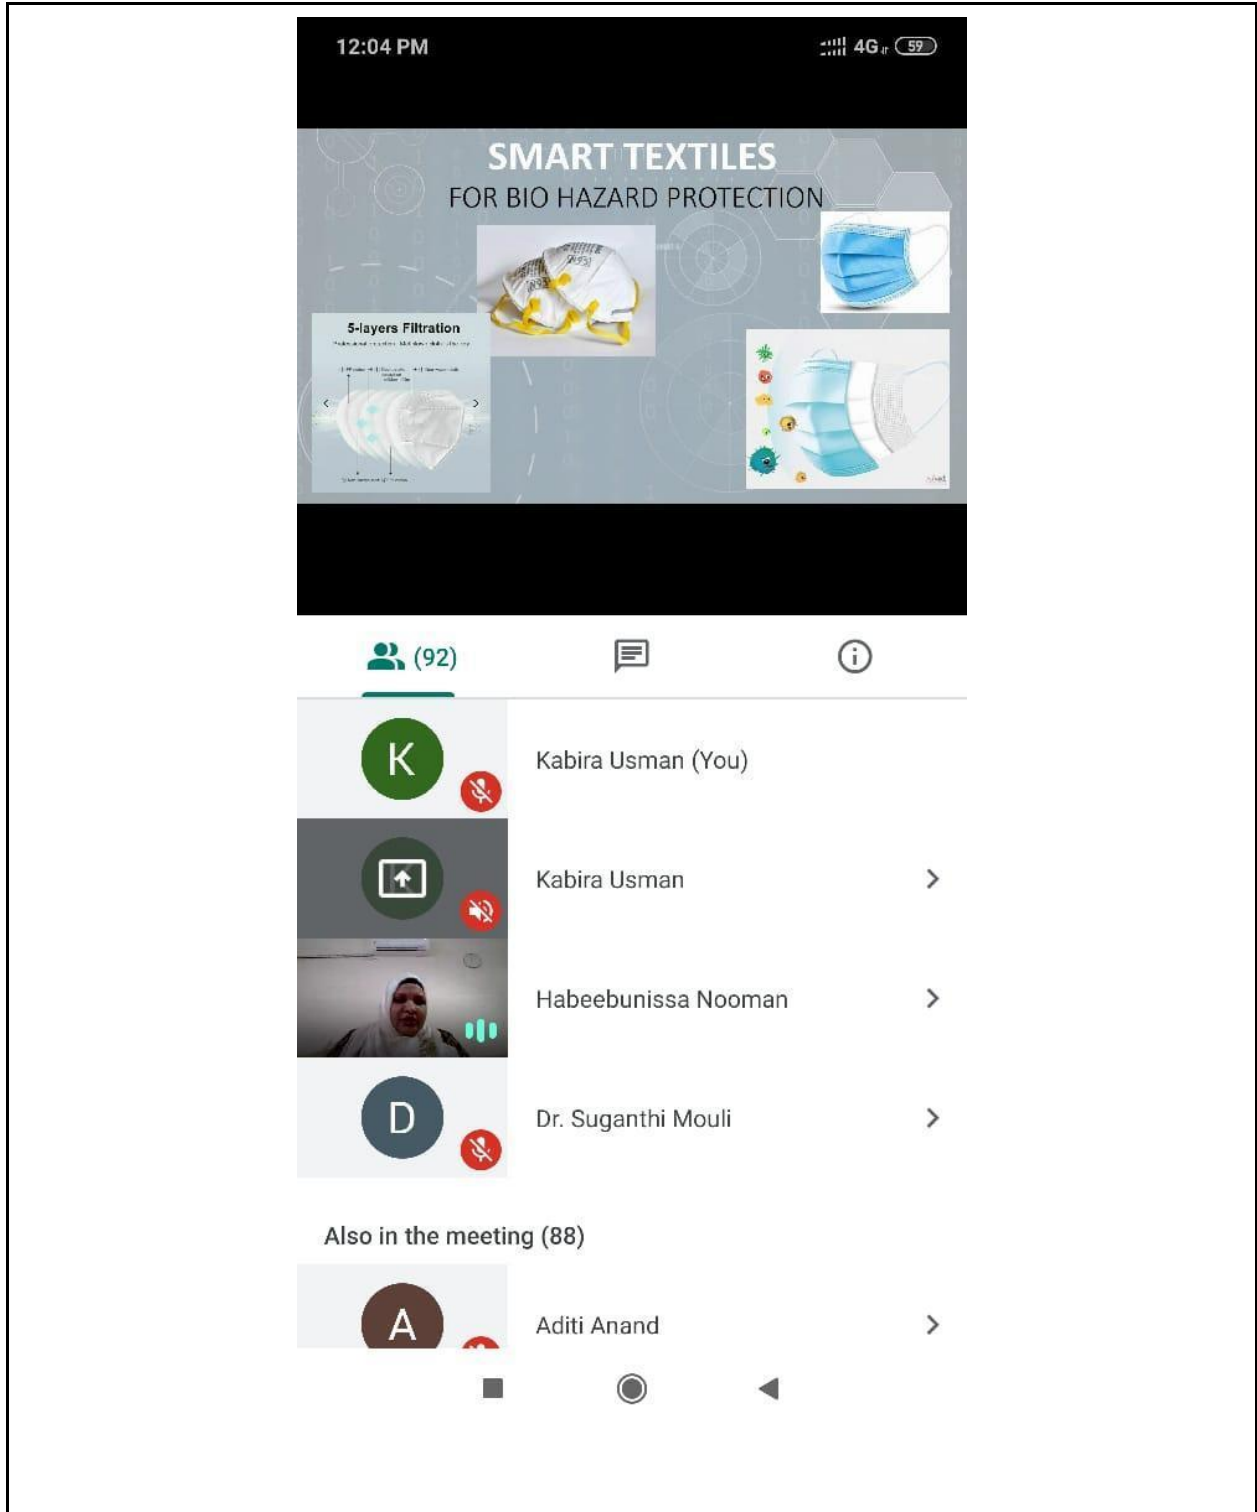 12:04 PM
4G 59
SMART TEXTILES
FOR BIO HAZARD PROTECTION
N95
5-layers Filtration
(92)
K
Kabira Usman (You)
Kabira Usman
Habeebunissa Nooman
D
Dr. Suganthi Mouli
Also in the meeting (88)
A
Aditi Anand